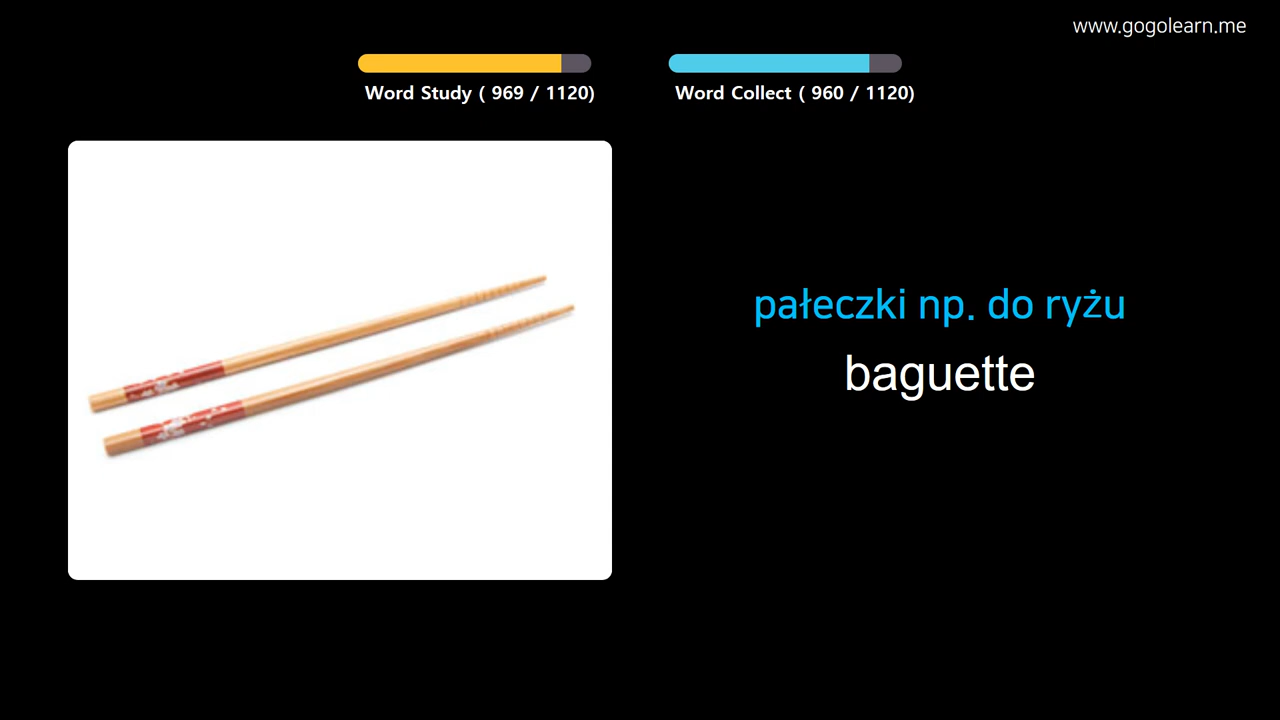 www.gogolearn.me
Word Study ( 969 / 1120)
Word Collect ( 960 / 1120)
pałeczki np. do ryżu
baguette